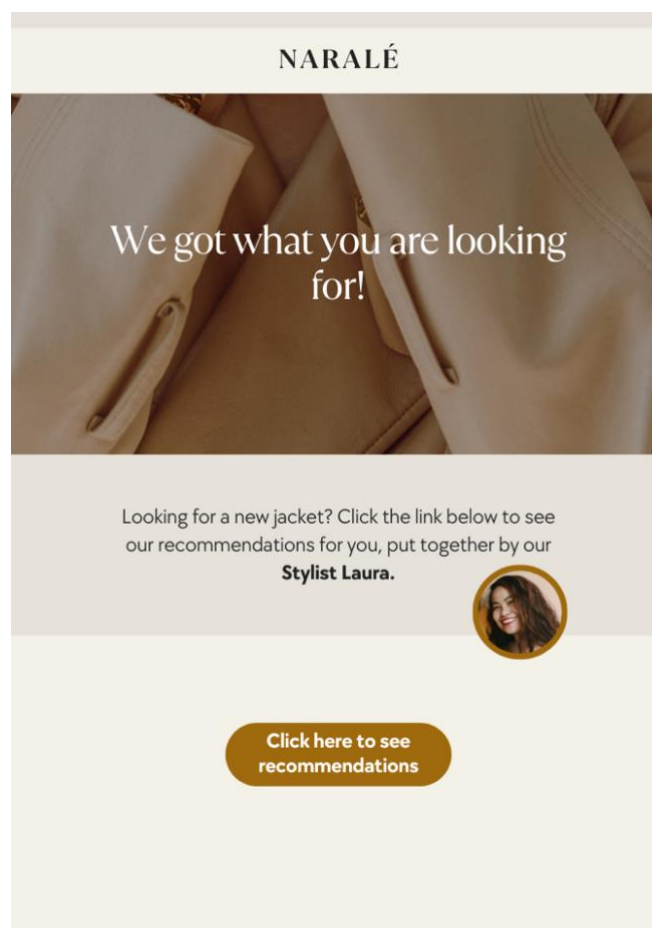 NARALÉ
We got what you are looking
for!
Looking for a new jacket? Click the link below to see
our recommendations for you, put together by our
Stylist Laura.
Click here to see
recommendations